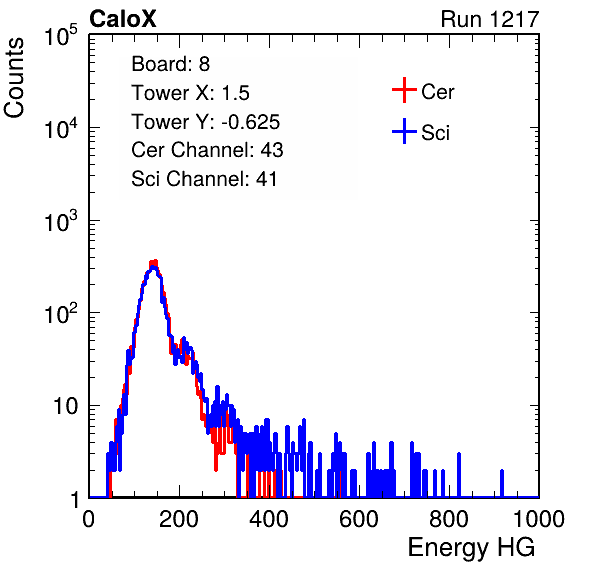 CaloX
Run 1217
Counts
Board: 8
Tower X: 1.5
Tower Y: -0.625
Cer Channel: 43
Sci Channel: 41
Cer
Sci
10^5
10^4
10^3
10^2
10
1
0 200 400 600 800 1000
Energy HG